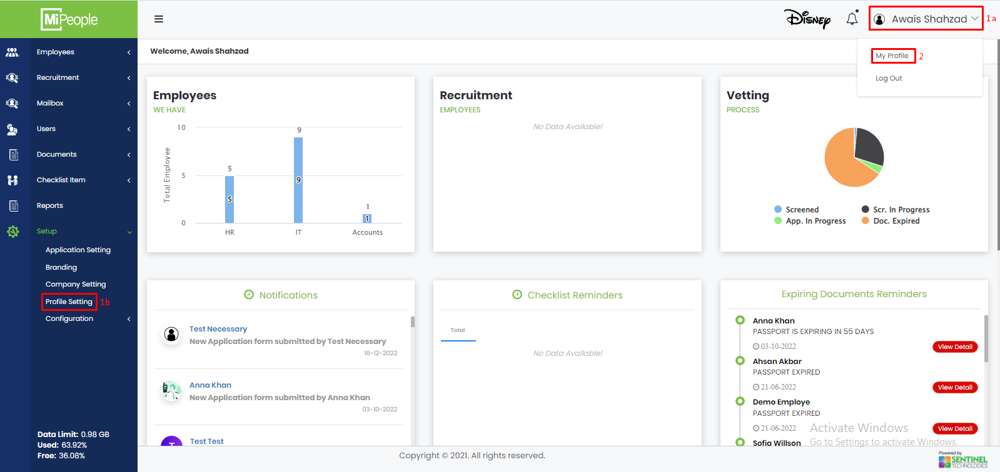 MiPeople
Disney
Awais Shahzad
1a
My Profile
2
Log Out
Welcome, Awais Shahzad
Employees
Recruitment
Mailbox
Users
Documents
Checklist Item
Reports
Setup
Application Setting
Branding
Company Setting
Profile Setting
1b
Configuration
Data Limit: 0.98 GB
Used: 63.92%
Free: 36.08%
Employees
WE HAVE
10
5
0
Total Employee
5
5
9
9
1
1
HR
IT
Accounts
Recruitment
EMPLOYEES
No Data Available!
Vetting
PROCESS
Screened
Scr. In Progress
App. In Progress
Doc. Expired
Notifications
Test Necessary
New Application form submitted by Test Necessary
16-12-2022
Anna Khan
New Application form submitted by Anna Khan
03-10-2022
T
Test Test
Checklist Reminders
Total
No Data Available!
Expiring Documents Reminders
Anna Khan
PASSPORT IS EXPIRING IN 55 DAYS
03-10-2022
View Detail
Ahsan Akbar
PASSPORT EXPIRED
21-06-2022
View Detail
Demo Employe
PASSPORT EXPIRED
21-06-2022
View Detail
Sofia Willson
Activate Windows
Go to Settings to activate Windows.
Copyright © 2021. All rights reserved.
Powered by
SENTINEL
TECHNOLOGIES